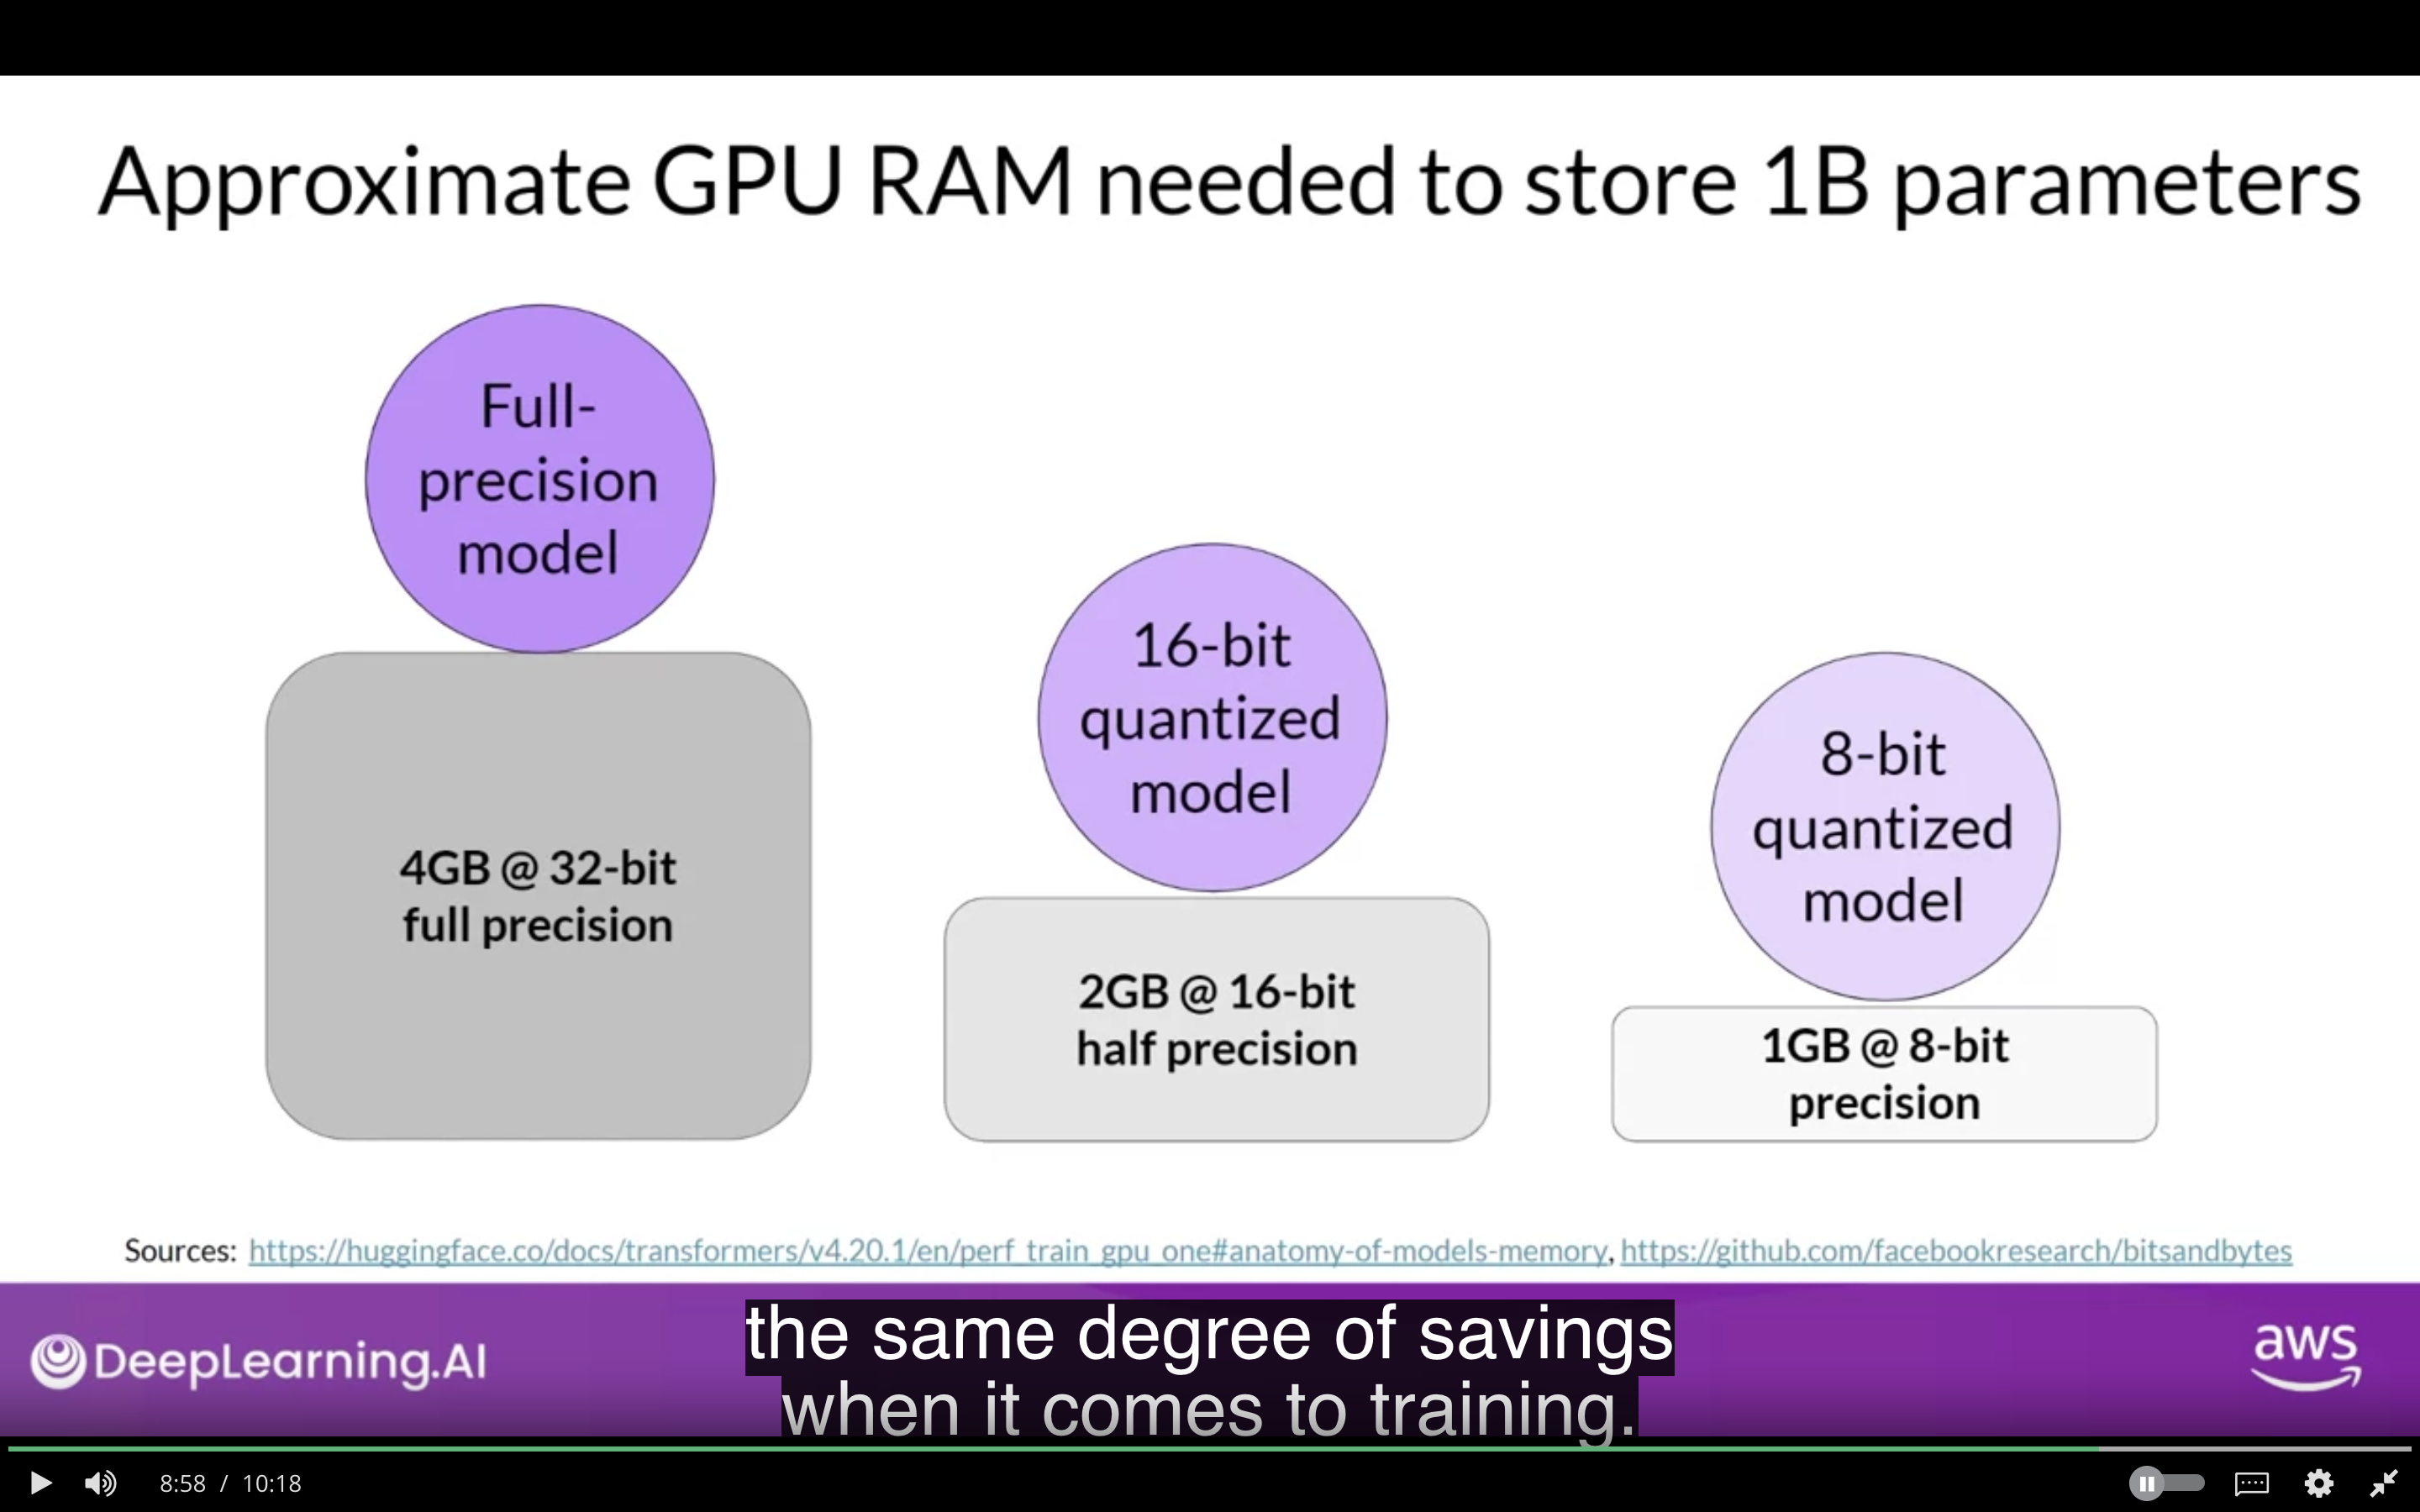 Approximate GPU RAM needed to store 1B parameters
Full-
precision
model
4GB @ 32-bit
full precision
16-bit
quantized
model
2GB @ 16-bit
half precision
8-bit
quantized
model
1GB @ 8-bit
precision
Sources: https://huggingface.co/docs/transformers/v4.20.1/en/perf_train_gpu_one#anatomy-of-models-memory, https://github.com/facebookresearch/bitsandbytes
DeepLearning.AI
the same degree of savings
when it comes to training.
aws
8:58 / 10:18